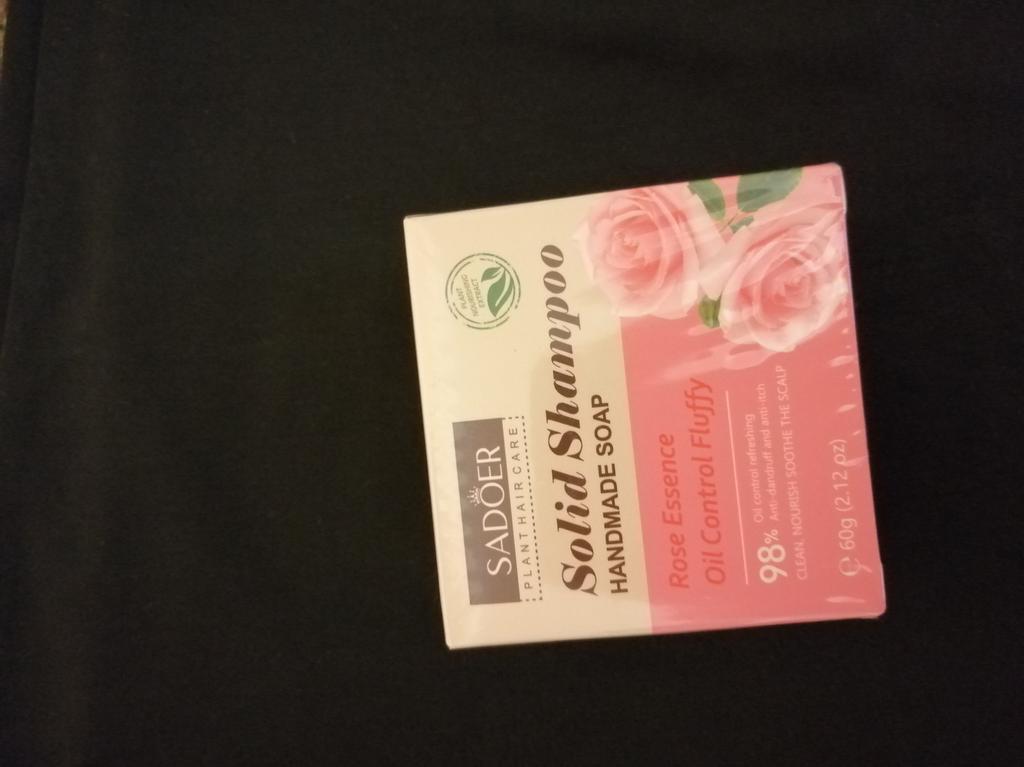 SADOER
PLANT HAIR CARE
PLANT
NOURISHING
EXTRACT
Solid Shampoo
HANDMADE SOAP
Rose Essence
Oil Control Fluffy
98% Oil control refreshing
Anti-dandruff and anti-itch
CLEAN, NOURISH SOOTHE THE SCALP
℮ 60g (2.12 oz)